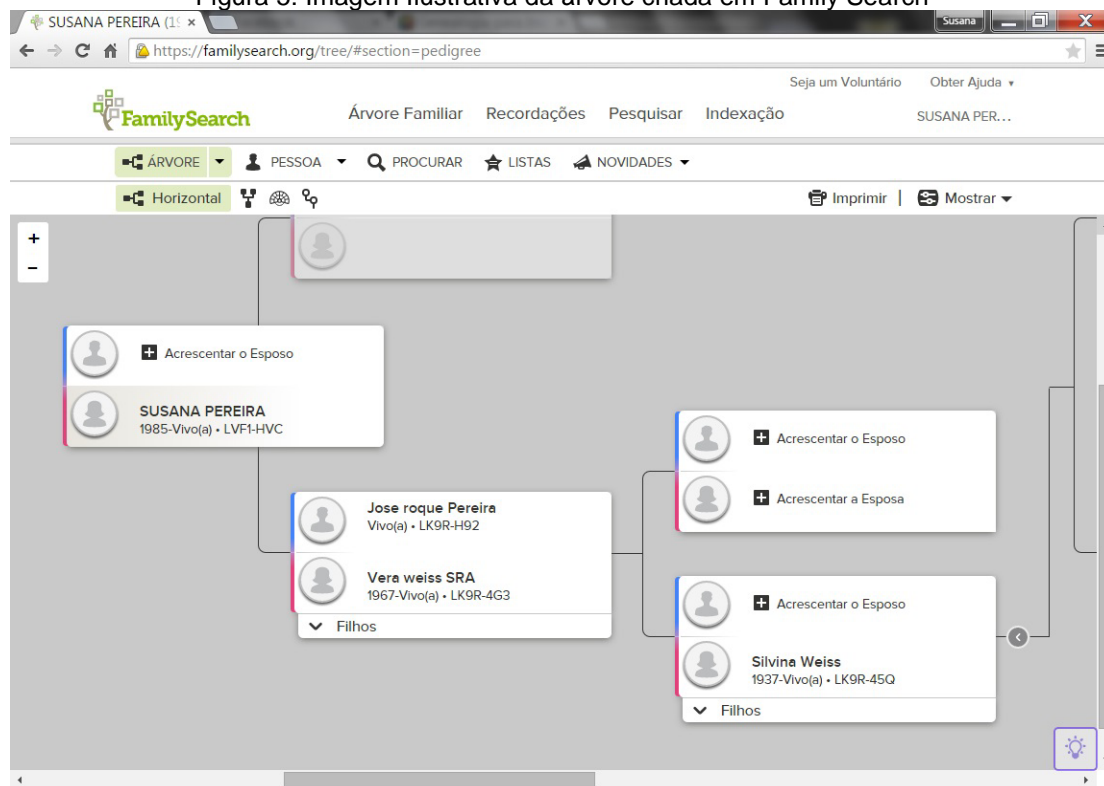 Figura 3: Imagem ilustrativa da árvore criada em Family Search
SUSANA PEREIRA (19
Susana
https://familysearch.org/tree/#section=pedigree
Seja um Voluntário Obter Ajuda
FamilySearch Árvore Familiar Recordações Pesquisar Indexação SUSANA PER...
ÁRVORE PESSOA PROCURAR LISTAS NOVIDADES
Horizontal Imprimir | Mostrar
+
−
Acrescentar o Esposo
SUSANA PEREIRA
1985-Vivo(a) • LVF1-HVC
Jose roque Pereira
Vivo(a) • LK9R-H92
Vera weiss SRA
1967-Vivo(a) • LK9R-4G3
Filhos
Acrescentar o Esposo
Acrescentar a Esposa
Acrescentar o Esposo
Silvina Weiss
1937-Vivo(a) • LK9R-45Q
Filhos